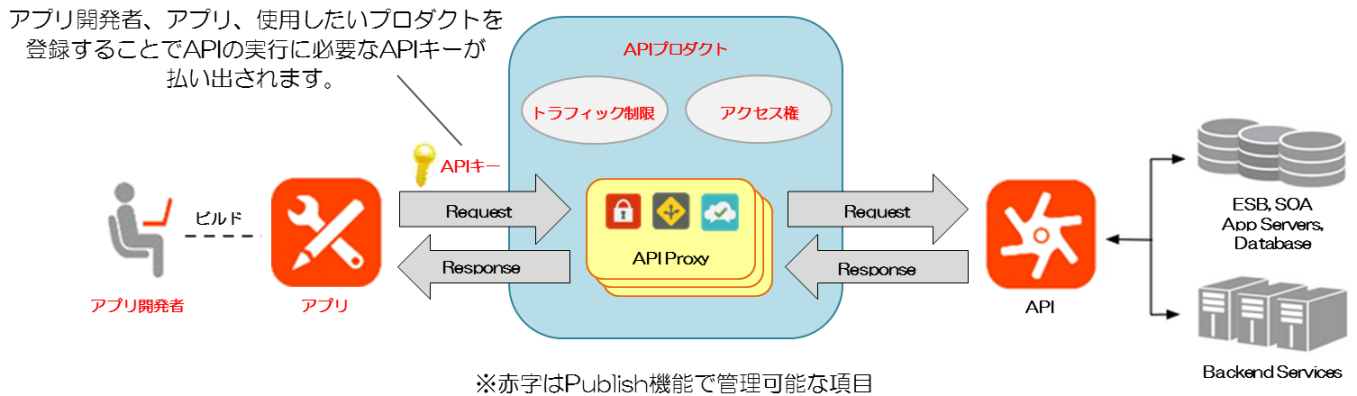 アプリ開発者、アプリ、使用したいプロダクトを
登録することでAPIの実行に必要なAPIキーが
払い出されます。
APIプロダクト
トラフィック制限
アクセス権
APIキー
ビルド
Request
Response
API Proxy
Request
Response
アプリ開発者
アプリ
API
ESB, SOA
App Servers,
Database
Backend Services
※赤字はPublish機能で管理可能な項目